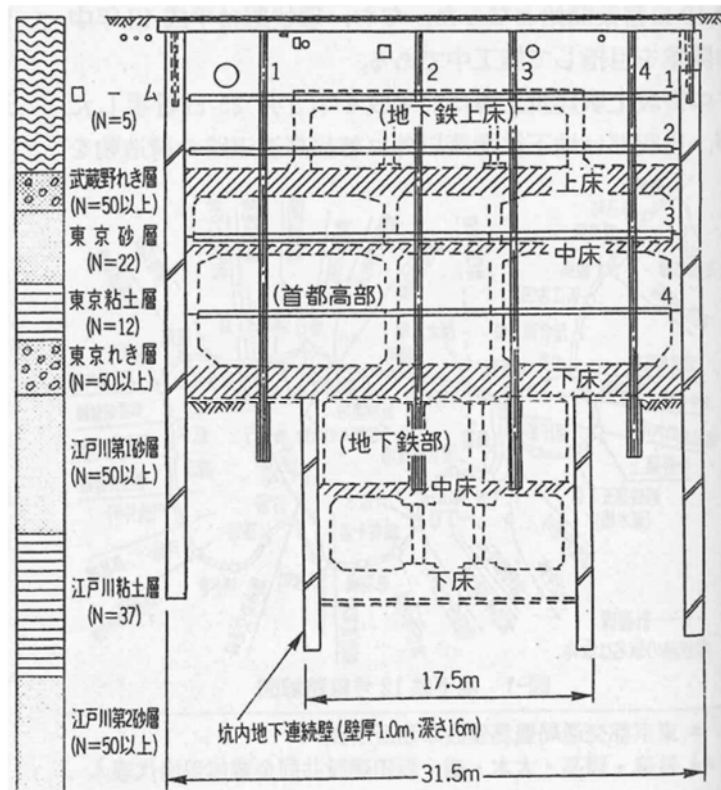 ローム
(N=5)
武蔵野れき層
(N=50以上)
東京砂層
(N=22)
東京粘土層
(N=12)
東京れき層
(N=50以上)
江戸川第1砂層
(N=50以上)
江戸川粘土層
(N=37)
江戸川第2砂層
(N=50以上)
1
2
3
4
1
(地下鉄上床)
2
上床
3
中床
(首都高部)
4
下床
(地下鉄部)
中床
下床
17.5m
坑内地下連続壁(壁厚1.0m,深さ16m)
31.5m